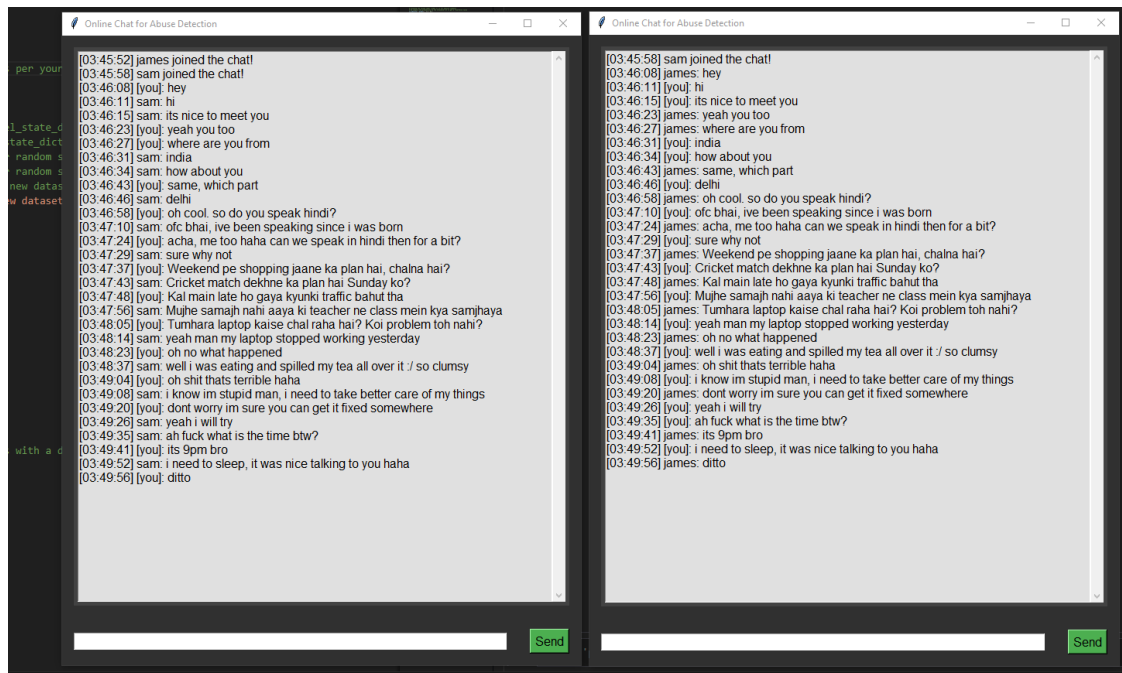 per your
el_state_d
state_dict
random s
random s
new datas
w dataset
with a d
Online Chat for Abuse Detection
[03:45:52] james joined the chat!
[03:45:58] sam joined the chat!
[03:46:08] [you]: hey
[03:46:11] sam: hi
[03:46:15] sam: its nice to meet you
[03:46:23] [you]: yeah you too
[03:46:27] [you]: where are you from
[03:46:31] sam: india
[03:46:34] sam: how about you
[03:46:43] [you]: same, which part
[03:46:46] sam: delhi
[03:46:58] [you]: oh cool. so do you speak hindi?
[03:47:10] sam: ofc bhai, ive been speaking since i was born
[03:47:24] [you]: acha, me too haha can we speak in hindi then for a bit?
[03:47:29] sam: sure why not
[03:47:37] [you]: Weekend pe shopping jaane ka plan hai, chalna hai?
[03:47:43] sam: Cricket match dekhne ka plan hai Sunday ko?
[03:47:48] [you]: Kal main late ho gaya kyunki traffic bahut tha
[03:47:56] sam: Mujhe samajh nahi aaya ki teacher ne class mein kya samjhaya
[03:48:05] [you]: Tumhara laptop kaise chal raha hai? Koi problem toh nahi?
[03:48:14] sam: yeah man my laptop stopped working yesterday
[03:48:23] [you]: oh no what happened
[03:48:37] sam: well i was eating and spilled my tea all over it :/ so clumsy
[03:49:04] [you]: oh shit thats terrible haha
[03:49:08] sam: i know im stupid man, i need to take better care of my things
[03:49:20] [you]: dont worry im sure you can get it fixed somewhere
[03:49:26] sam: yeah i will try
[03:49:35] sam: ah fuck what is the time btw?
[03:49:41] [you]: its 9pm bro
[03:49:52] sam: i need to sleep, it was nice talking to you haha
[03:49:56] [you]: ditto
Send
Online Chat for Abuse Detection
[03:45:58] sam joined the chat!
[03:46:08] james: hey
[03:46:11] [you]: hi
[03:46:15] [you]: its nice to meet you
[03:46:23] james: yeah you too
[03:46:27] james: where are you from
[03:46:31] [you]: india
[03:46:34] [you]: how about you
[03:46:43] james: same, which part
[03:46:46] [you]: delhi
[03:46:58] james: oh cool. so do you speak hindi?
[03:47:10] [you]: ofc bhai, ive been speaking since i was born
[03:47:24] james: acha, me too haha can we speak in hindi then for a bit?
[03:47:29] [you]: sure why not
[03:47:37] james: Weekend pe shopping jaane ka plan hai, chalna hai?
[03:47:43] [you]: Cricket match dekhne ka plan hai Sunday ko?
[03:47:48] james: Kal main late ho gaya kyunki traffic bahut tha
[03:47:56] [you]: Mujhe samajh nahi aaya ki teacher ne class mein kya samjhaya
[03:48:05] james: Tumhara laptop kaise chal raha hai? Koi problem toh nahi?
[03:48:14] [you]: yeah man my laptop stopped working yesterday
[03:48:23] james: oh no what happened
[03:48:37] [you]: well i was eating and spilled my tea all over it :/ so clumsy
[03:49:04] james: oh shit thats terrible haha
[03:49:08] [you]: i know im stupid man, i need to take better care of my things
[03:49:20] james: dont worry im sure you can get it fixed somewhere
[03:49:26] [you]: yeah i will try
[03:49:35] [you]: ah fuck what is the time btw?
[03:49:41] james: its 9pm bro
[03:49:52] [you]: i need to sleep, it was nice talking to you haha
[03:49:56] james: ditto
Send